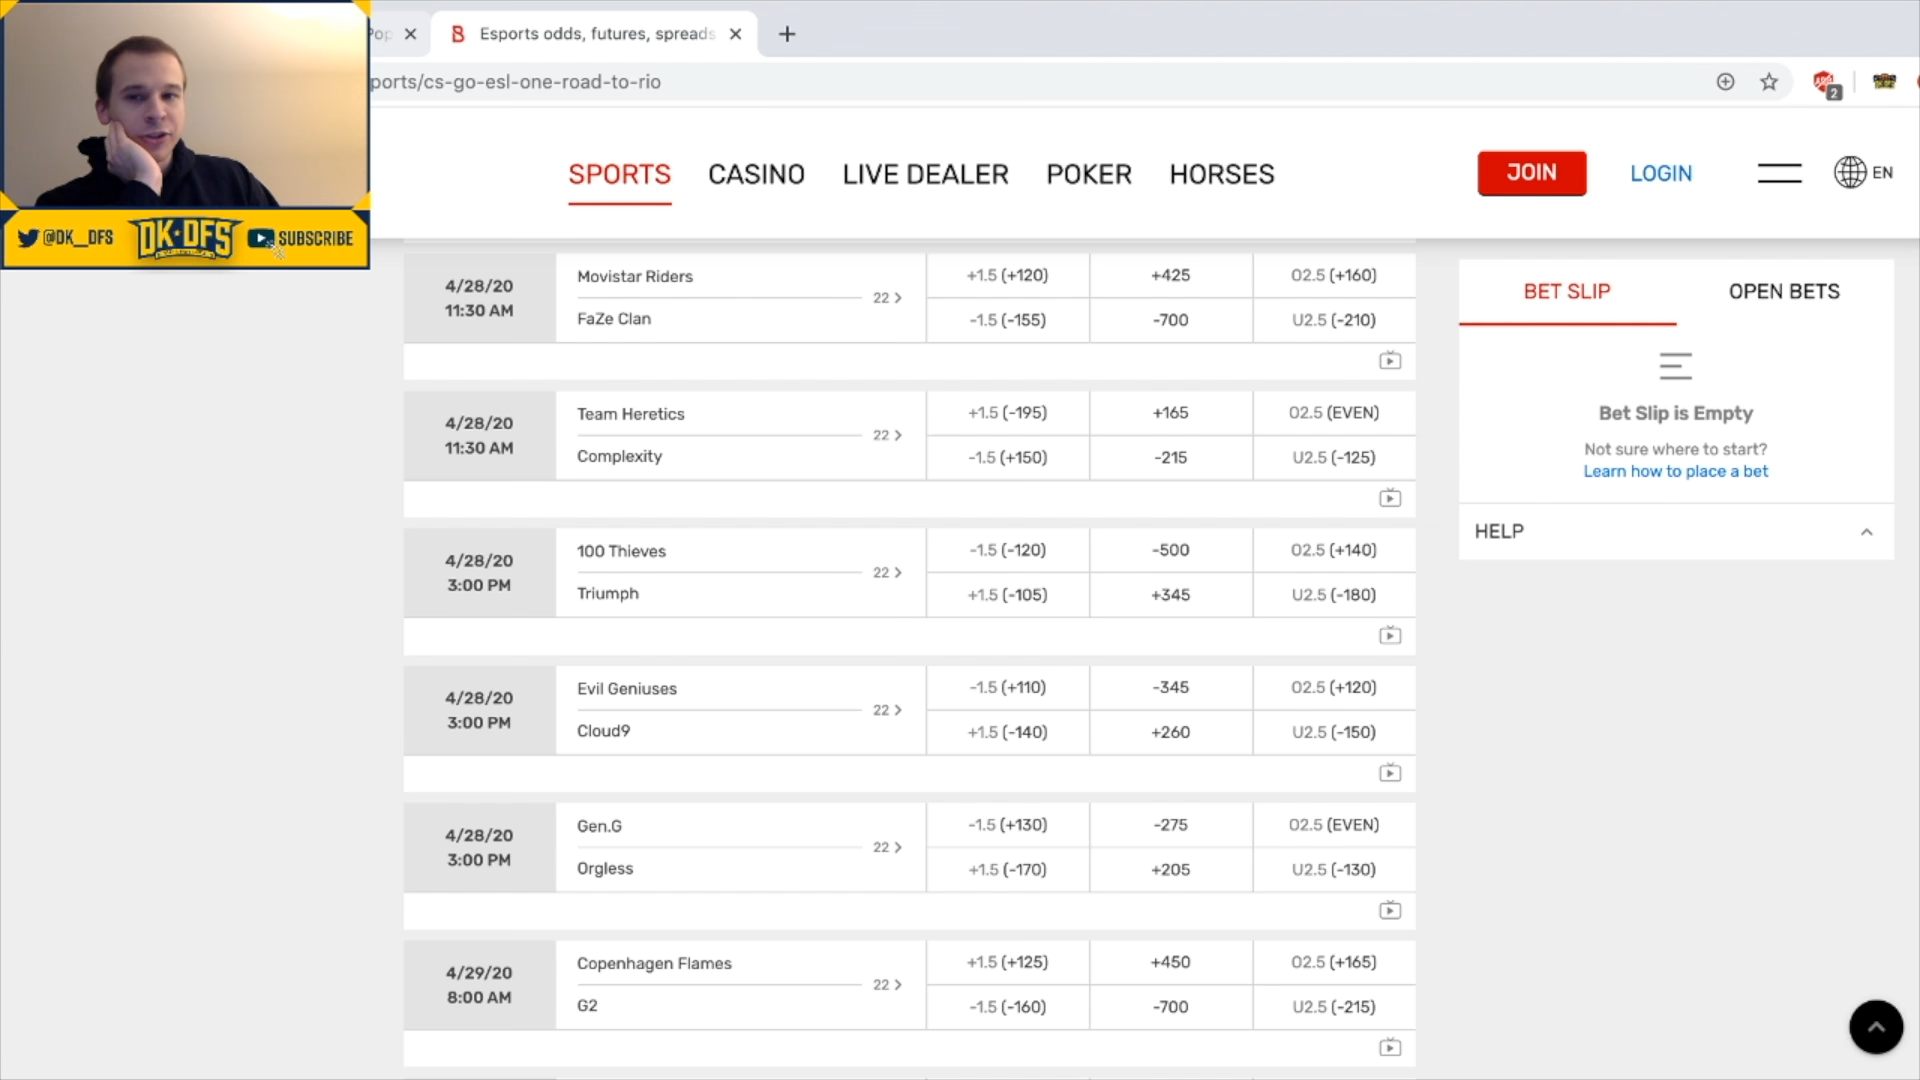 Pop
Esports odds, futures, spreads
ports/cs-go-esl-one-road-to-rio
2
@DK__DFS DK DFS SUBSCRIBE
SPORTS CASINO LIVE DEALER POKER HORSES JOIN LOGIN EN
4/28/20 11:30 AM
Movistar Riders +1.5 (+120) +425 O2.5 (+160)
22 >
FaZe Clan -1.5 (-155) -700 U2.5 (-210)
4/28/20 11:30 AM
Team Heretics +1.5 (-195) +165 O2.5 (EVEN)
22 >
Complexity -1.5 (+150) -215 U2.5 (-125)
4/28/20 3:00 PM
100 Thieves -1.5 (-120) -500 O2.5 (+140)
22 >
Triumph +1.5 (-105) +345 U2.5 (-180)
4/28/20 3:00 PM
Evil Geniuses -1.5 (+110) -345 O2.5 (+120)
22 >
Cloud9 +1.5 (-140) +260 U2.5 (-150)
4/28/20 3:00 PM
Gen.G -1.5 (+130) -275 O2.5 (EVEN)
22 >
Orgless +1.5 (-170) +205 U2.5 (-130)
4/29/20 8:00 AM
Copenhagen Flames +1.5 (+125) +450 O2.5 (+165)
22 >
G2 -1.5 (-160) -700 U2.5 (-215)
BET SLIP OPEN BETS
Bet Slip is Empty
Not sure where to start?
Learn how to place a bet
HELP